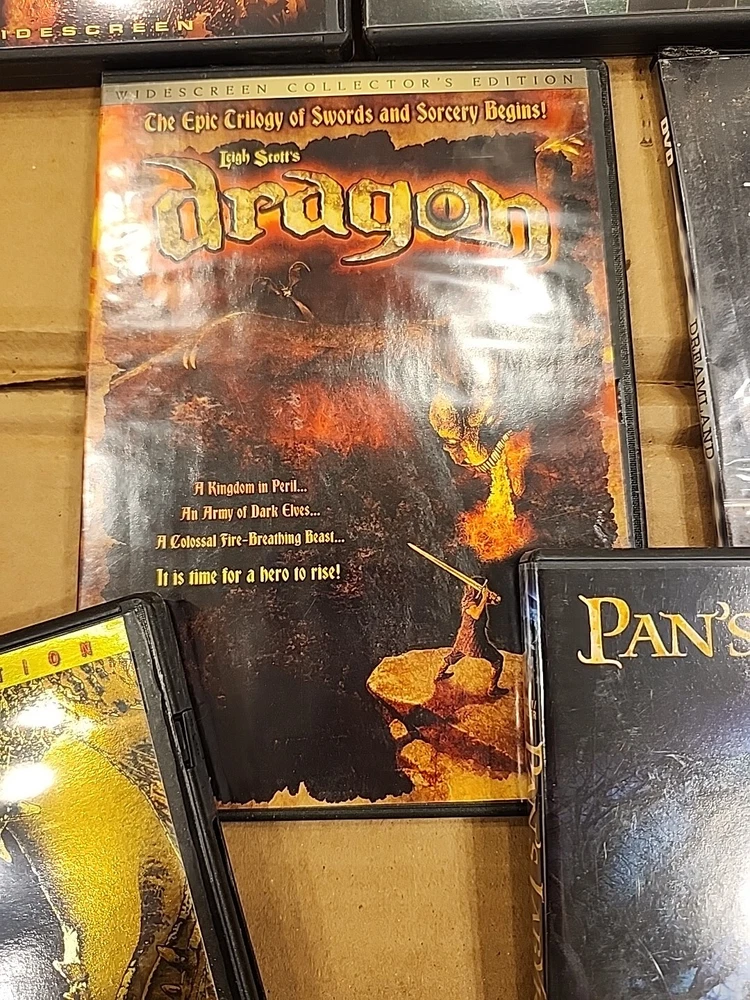 WIDESCREEN
WIDESCREEN COLLECTOR'S EDITION
The Epic Trilogy of Swords and Sorcery Begins!
Leigh Scott's
dragon
A Kingdom in Peril...
An Army of Dark Elves...
A Colossal Fire-Breathing Beast...
It is time for a hero to rise!
DVD
DREAMLAND
TION
PAN'S